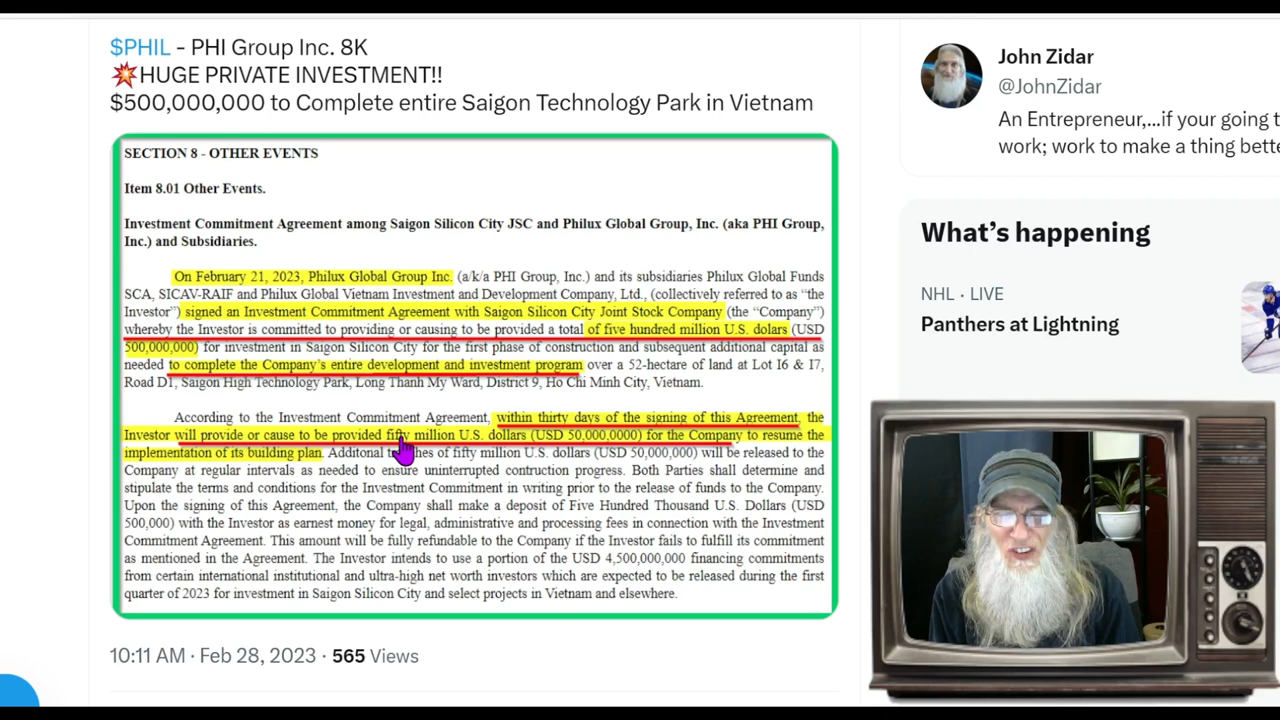 $PHIL - PHI Group Inc. 8K
💥HUGE PRIVATE INVESTMENT!!
$500,000,000 to Complete entire Saigon Technology Park in Vietnam
SECTION 8 - OTHER EVENTS
Item 8.01 Other Events.
Investment Commitment Agreement among Saigon Silicon City JSC and Philux Global Group, Inc. (aka PHI Group,
Inc.) and Subsidiaries.
On February 21, 2023, Philux Global Group Inc. (a/k/a PHI Group, Inc.) and its subsidiaries Philux Global Funds
SCA, SICAV-RAIF and Philux Global Vietnam Investment and Development Company, Ltd., (collectively referred to as “the
Investor”) signed an Investment Commitment Agreement with Saigon Silicon City Joint Stock Company (the “Company”)
whereby the Investor is committed to providing or causing to be provided a total of five hundred million U.S. dolars (USD
500,000,000) for investment in Saigon Silicon City for the first phase of construction and subsequent additional capital as
needed to complete the Company’s entire development and investment program over a 52-hectare of land at Lot I6 & I7,
Road D1, Saigon High Technology Park, Long Thanh My Ward, District 9, Ho Chi Minh City, Vietnam.
According to the Investment Commitment Agreement, within thirty days of the signing of this Agreement, the
Investor will provide or cause to be provided fifty million U.S. dollars (USD 50,000,0000) for the Company to resume the
implementation of its building plan. Additonal of fifty million U.S. dollars (USD 50,000,000) will be released to the
Company at regular intervals as needed to ensure uninterrupted contruction progress. Both Parties shall determine and
stipulate the terms and conditions for the Investment Commitment in writing prior to the release of funds to the Company.
Upon the signing of this Agreement, the Company shall make a deposit of Five Hundred Thousand U.S. Dollars (USD
500,000) with the Investor as earnest money for legal, administrative and processing fees in connection with the Investment
Commitment Agreement. This amount will be fully refundable to the Company if the Investor fails to fulfill its commitment
as mentioned in the Agreement. The Investor intends to use a portion of the USD 4,500,000,000 financing commitments
from certain international institutional and ultra-high net worth investors which are expected to be released during the first
quarter of 2023 for investment in Saigon Silicon City and select projects in Vietnam and elsewhere.
10:11 AM · Feb 28, 2023 · 565 Views
John Zidar
@JohnZidar
An Entrepreneur,...if your going t
work; work to make a thing bette
What’s happening
NHL · LIVE
Panthers at Lightning